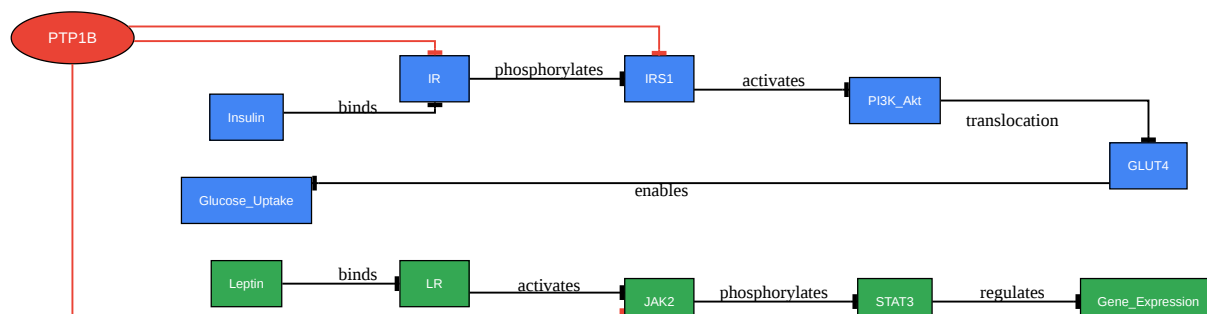 PTP1B
IR
phosphorylates
IRS1
activates
PI3K_Akt
Insulin
binds
translocation
GLUT4
enables
Glucose_Uptake
Leptin
binds
LR
activates
JAK2
phosphorylates
STAT3
regulates
Gene_Expression